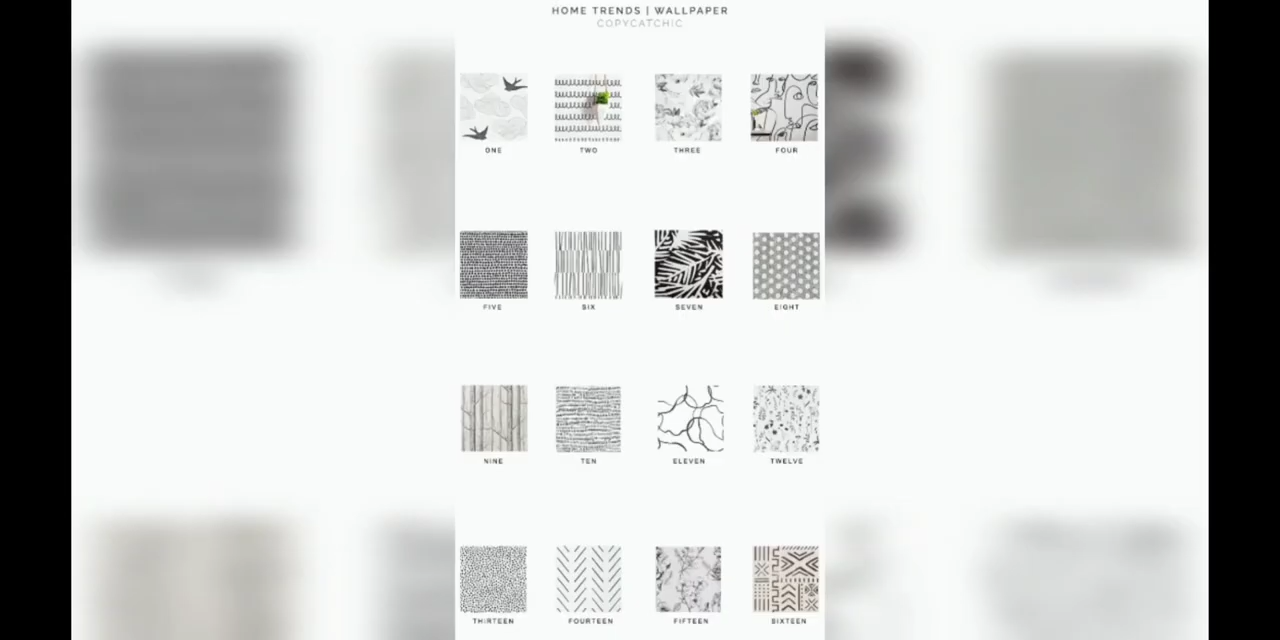 HOME TRENDS | WALLPAPER
COPYCATCHIC
ONE TWO THREE FOUR
FIVE SIX SEVEN EIGHT
NINE TEN ELEVEN TWELVE
THIRTEEN FOURTEEN FIFTEEN SIXTEEN